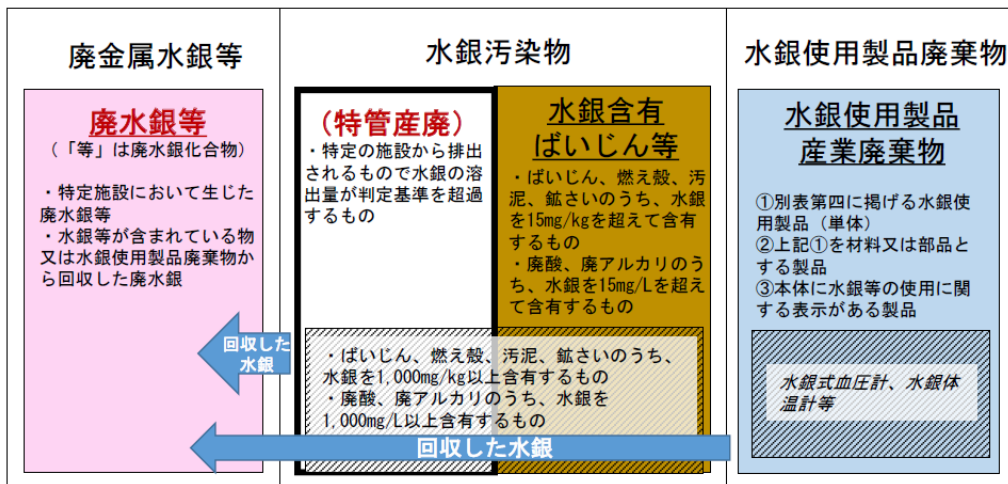 廃金属水銀等
廃水銀等
(「等」は廃水銀化合物)
・特定施設において生じた
廃水銀等
・水銀等が含まれている物
又は水銀使用製品廃棄物か
ら回収した廃水銀
水銀汚染物
(特管産廃)
・特定の施設から排出
されるもので水銀の溶
出量が判定基準を超過
するもの
水銀含有
ばいじん等
・ばいじん、燃え殻、汚
泥、鉱さいのうち、水銀
を15mg/kgを超えて含有す
るもの
・廃酸、廃アルカリのう
ち、水銀を15mg/Lを超え
て含有するもの
回収した
水銀
・ばいじん、燃え殻、汚泥、鉱さいのうち、
水銀を1,000mg/kg以上含有するもの
・廃酸、廃アルカリのうち、水銀を
1,000mg/L以上含有するもの
回収した水銀
水銀使用製品廃棄物
水銀使用製品
産業廃棄物
①別表第四に掲げる水銀使
用製品(単体)
②上記①を材料又は部品と
する製品
③本体に水銀等の使用に関
する表示がある製品
水銀式血圧計、水銀体
温計等